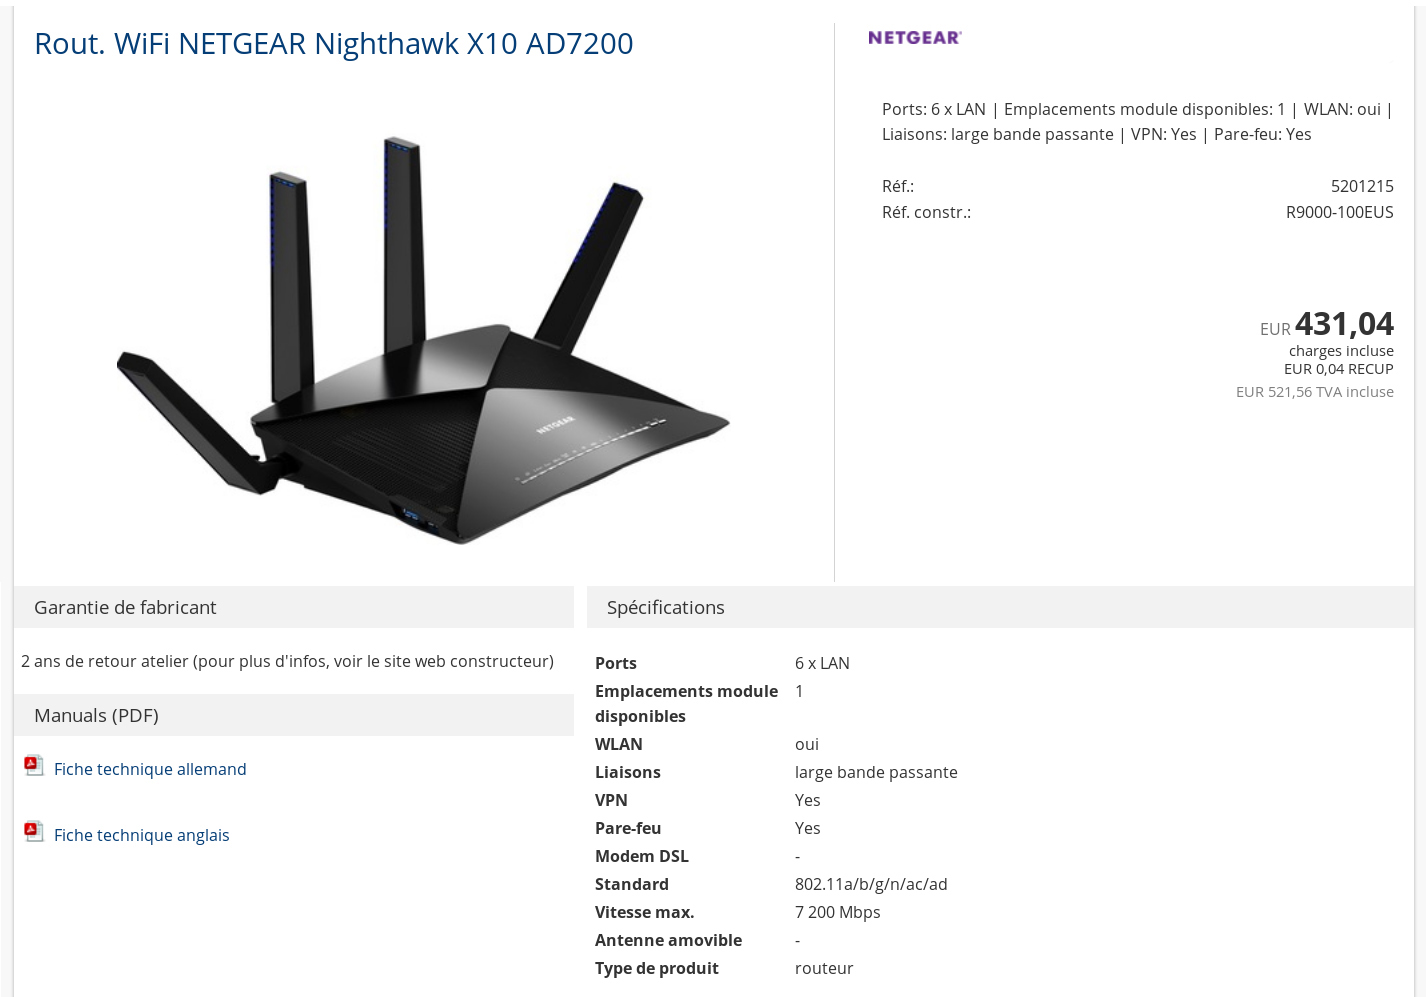 Rout. WiFi NETGEAR Nighthawk X10 AD7200
NETGEAR
Ports: 6 x LAN | Emplacements module disponibles: 1 | WLAN: oui |
Liaisons: large bande passante | VPN: Yes | Pare-feu: Yes
Réf.: 5201215
Réf. constr.: R9000-100EUS
EUR 431,04
charges incluse
EUR 0,04 RECUP
EUR 521,56 TVA incluse
NETGEAR
Garantie de fabricant
2 ans de retour atelier (pour plus d'infos, voir le site web constructeur)
Manuals (PDF)
Fiche technique allemand
Fiche technique anglais
Spécifications
Ports 6 x LAN
Emplacements module 1
disponibles
WLAN oui
Liaisons large bande passante
VPN Yes
Pare-feu Yes
Modem DSL -
Standard 802.11a/b/g/n/ac/ad
Vitesse max. 7 200 Mbps
Antenne amovible -
Type de produit routeur